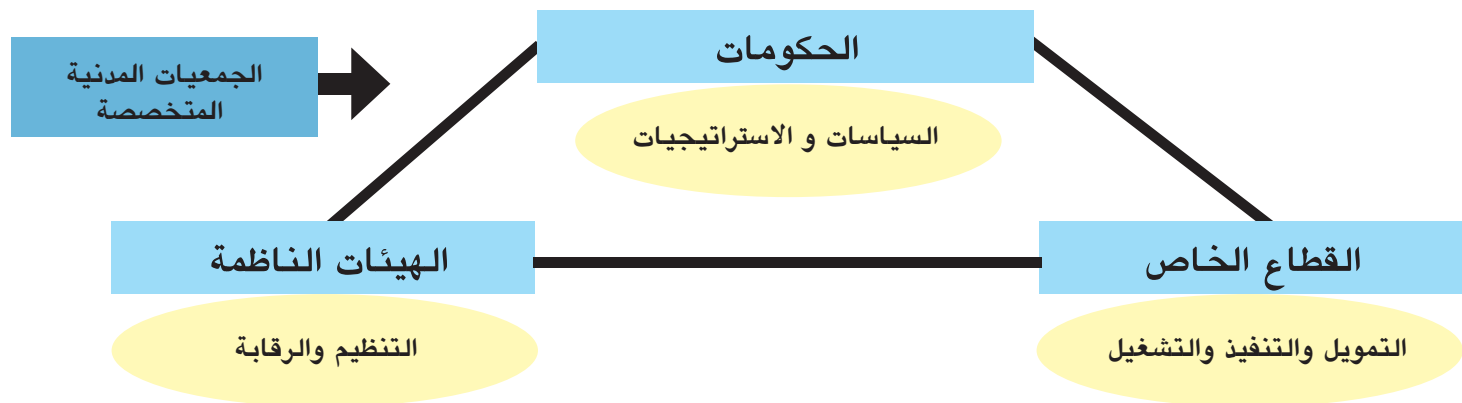 الحكومات
السياسات و الاستراتيجيات
الجمعيات المدنية
المتخصصة
القطاع الخاص
التمويل والتنفيذ والتشغيل
الهيئات الناظمة
التنظيم والرقابة